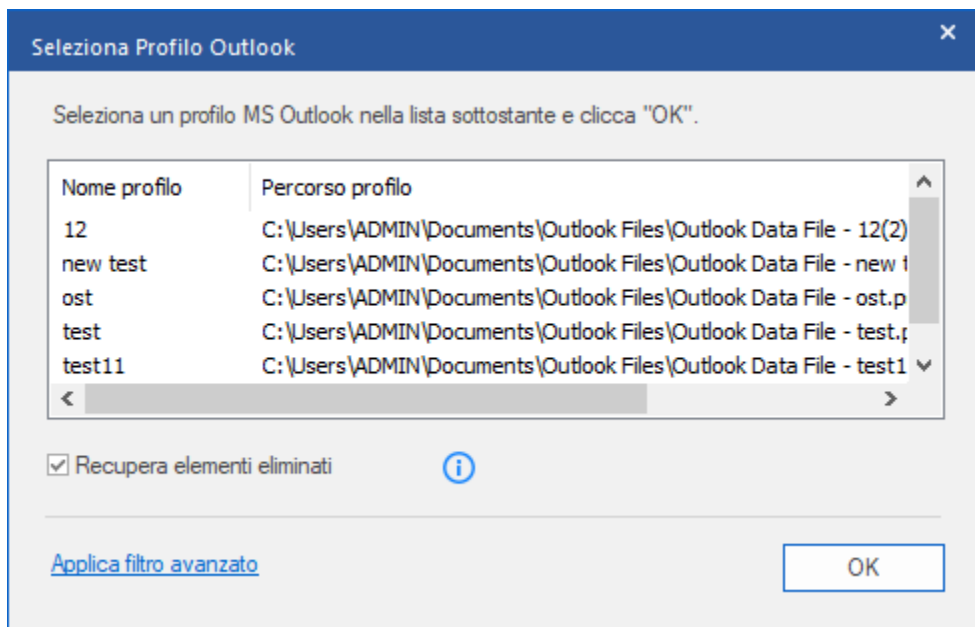 Seleziona Profilo Outlook
Seleziona un profilo MS Outlook nella lista sottostante e clicca "OK".
Nome profilo Percorso profilo
12 C:\Users\ADMIN\Documents\Outlook Files\Outlook Data File - 12(2)
new test C:\Users\ADMIN\Documents\Outlook Files\Outlook Data File - new
ost C:\Users\ADMIN\Documents\Outlook Files\Outlook Data File - ost.p
test C:\Users\ADMIN\Documents\Outlook Files\Outlook Data File - test.
test11 C:\Users\ADMIN\Documents\Outlook Files\Outlook Data File - test1
Recupera elementi eliminati
Applica filtro avanzato
OK